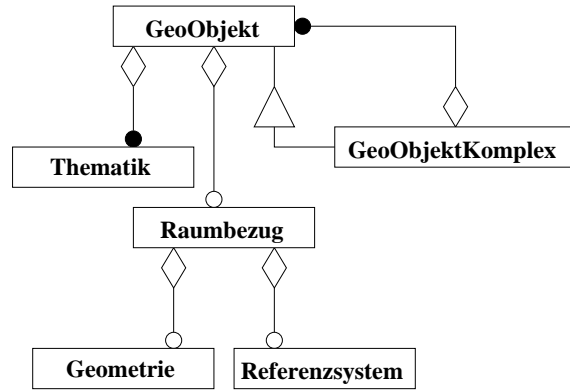 GeoObjekt
GeoObjektKomplex
Thematik
Raumbezug
Geometrie
Referenzsystem